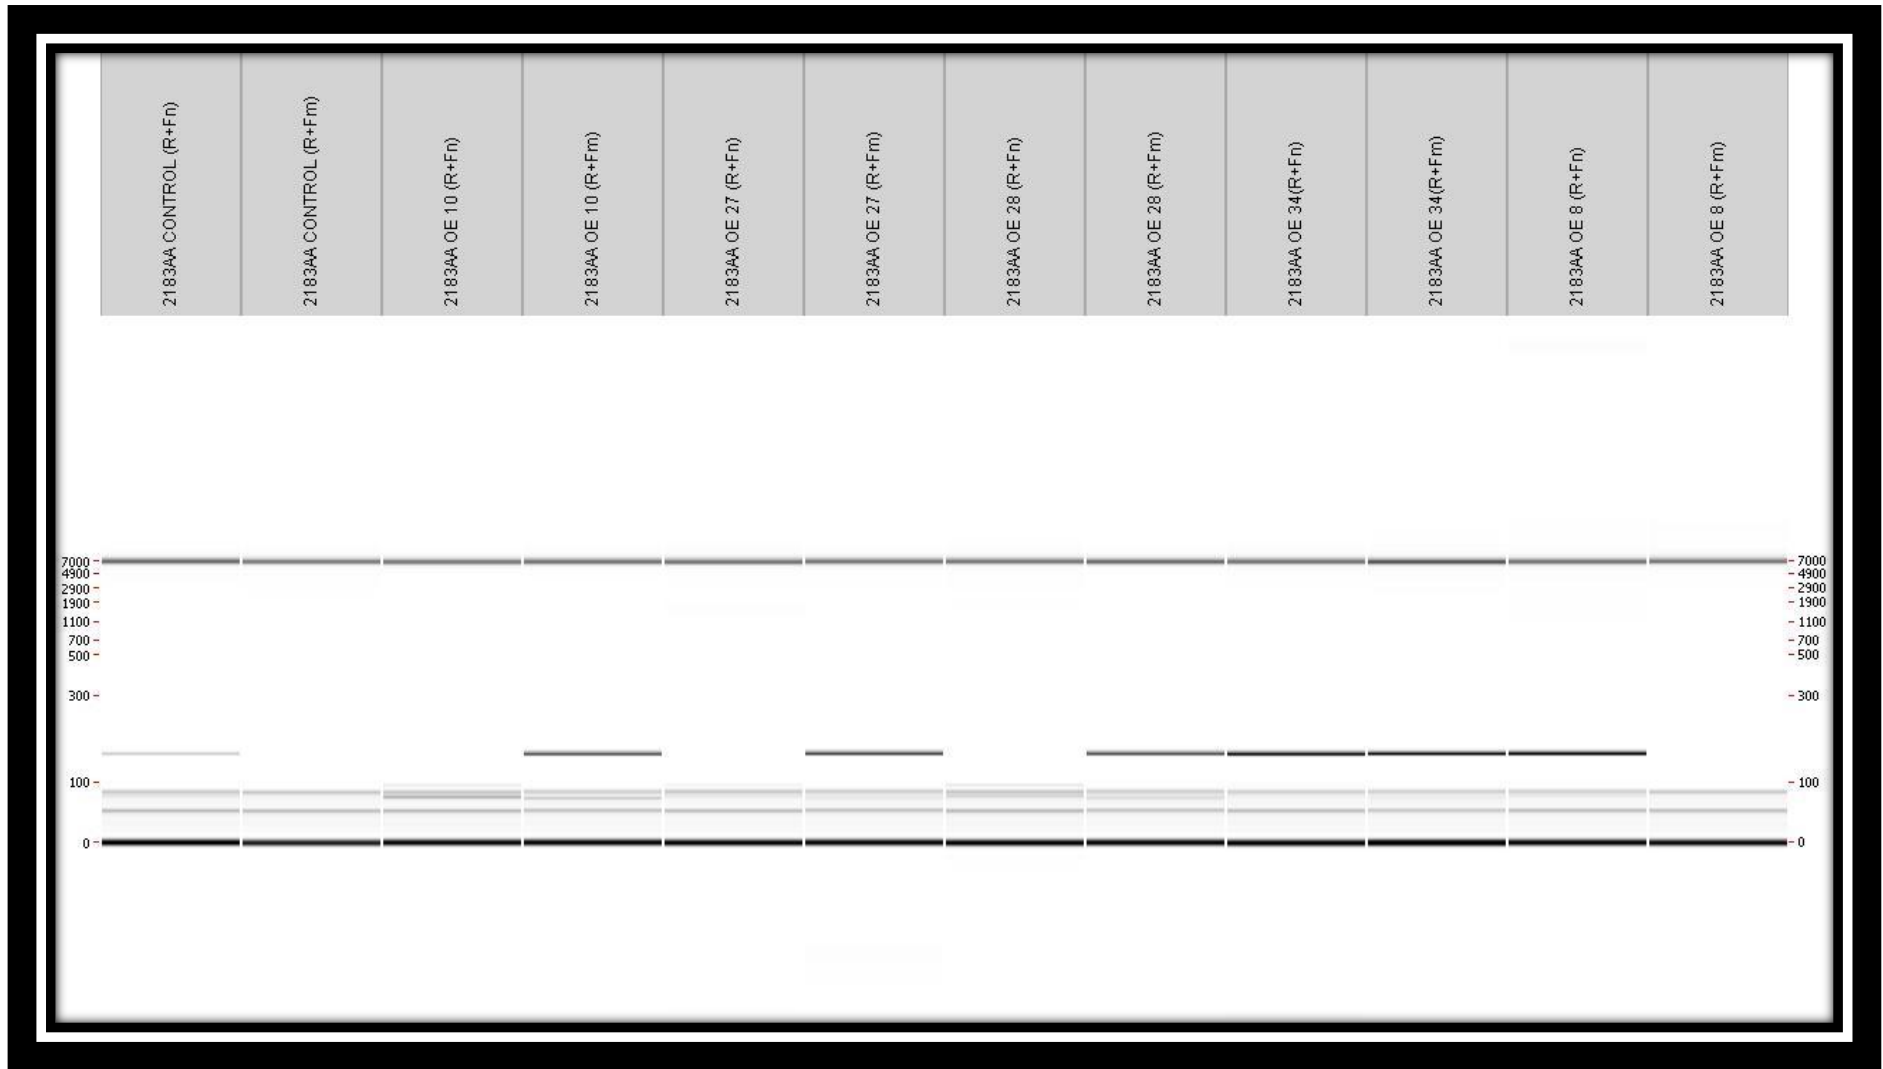 2183AA CONTROL (R+Fn)
2183AA CONTROL (R+Fm)
2183AA OE 10 (R+Fn)
2183AA OE 10 (R+Fm)
2183AA OE 27 (R+Fn)
2183AA OE 27 (R+Fm)
2183AA OE 28 (R+Fn)
2183AA OE 28 (R+Fm)
2183AA OE 34(R+Fn)
2183AA OE 34(R+Fm)
2183AA OE 8 (R+Fn)
2183AA OE 8 (R+Fm)
7000
4900
2900
1900
1100
700
500
300
100
0
7000
4900
2900
1900
1100
700
500
300
100
0